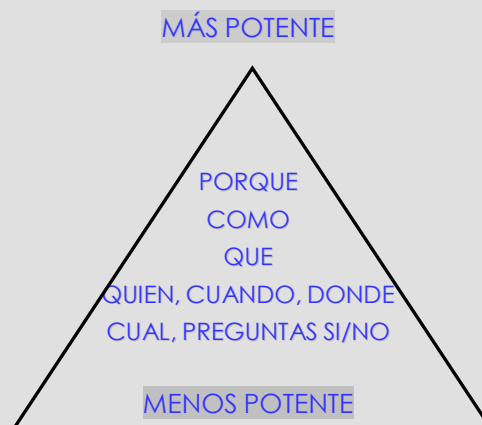 MÁS POTENTE
PORQUE
COMO
QUE
QUIEN, CUANDO, DONDE
CUAL, PREGUNTAS SI/NO
MENOS POTENTE